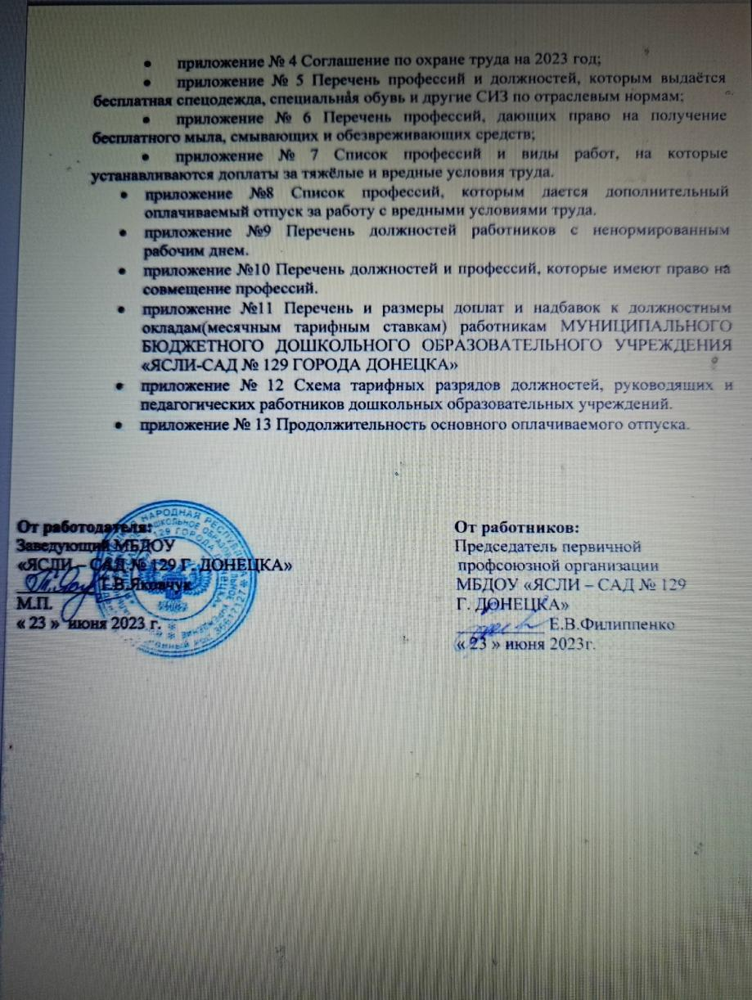 • приложение № 4 Соглашение по охране труда на 2023 год;
• приложение № 5 Перечень профессий и должностей, которым выдаётся
бесплатная спецодежда, специальная обувь и другие СИЗ по отраслевым нормам;
• приложение № 6 Перечень профессий, дающих право на получение
бесплатного мыла, смывающих и обезвреживающих средств;
• приложение № 7 Список профессий и виды работ, на которые
устанавливаются доплаты за тяжёлые и вредные условия труда.
• приложение №8 Список профессий, которым дается дополнительный
оплачиваемый отпуск за работу с вредными условиями труда.
• приложение №9 Перечень должностей работников с ненормированным
рабочим днем.
• приложение №10 Перечень должностей и профессий, которые имеют право на
совмещение профессий.
• приложение №11 Перечень и размеры доплат и надбавок к должностным
окладам(месячным тарифным ставкам) работникам МУНИЦИПАЛЬНОГО
БЮДЖЕТНОГО ДОШКОЛЬНОГО ОБРАЗОВАТЕЛЬНОГО УЧРЕЖДЕНИЯ
«ЯСЛИ-САД № 129 ГОРОДА ДОНЕЦКА»
• приложение № 12 Схема тарифных разрядов должностей, руководящих и
педагогических работников дошкольных образовательных учреждений.
• приложение № 13 Продолжительность основного оплачиваемого отпуска.
От работодателя:
Заведующий МБДОУ
«ЯСЛИ – САД № 129 Г. ДОНЕЦКА»
Т.В.Яковчук
М.П.
« 23 » июня 2023 г.
НАРОДНАЯ РЕСПУБЛИКА
От работников:
Председатель первичной
профсоюзной организации
МБДОУ «ЯСЛИ – САД № 129
Г. ДОНЕЦКА»
Е.В.Филиппенко
« 23 » июня 2023г.